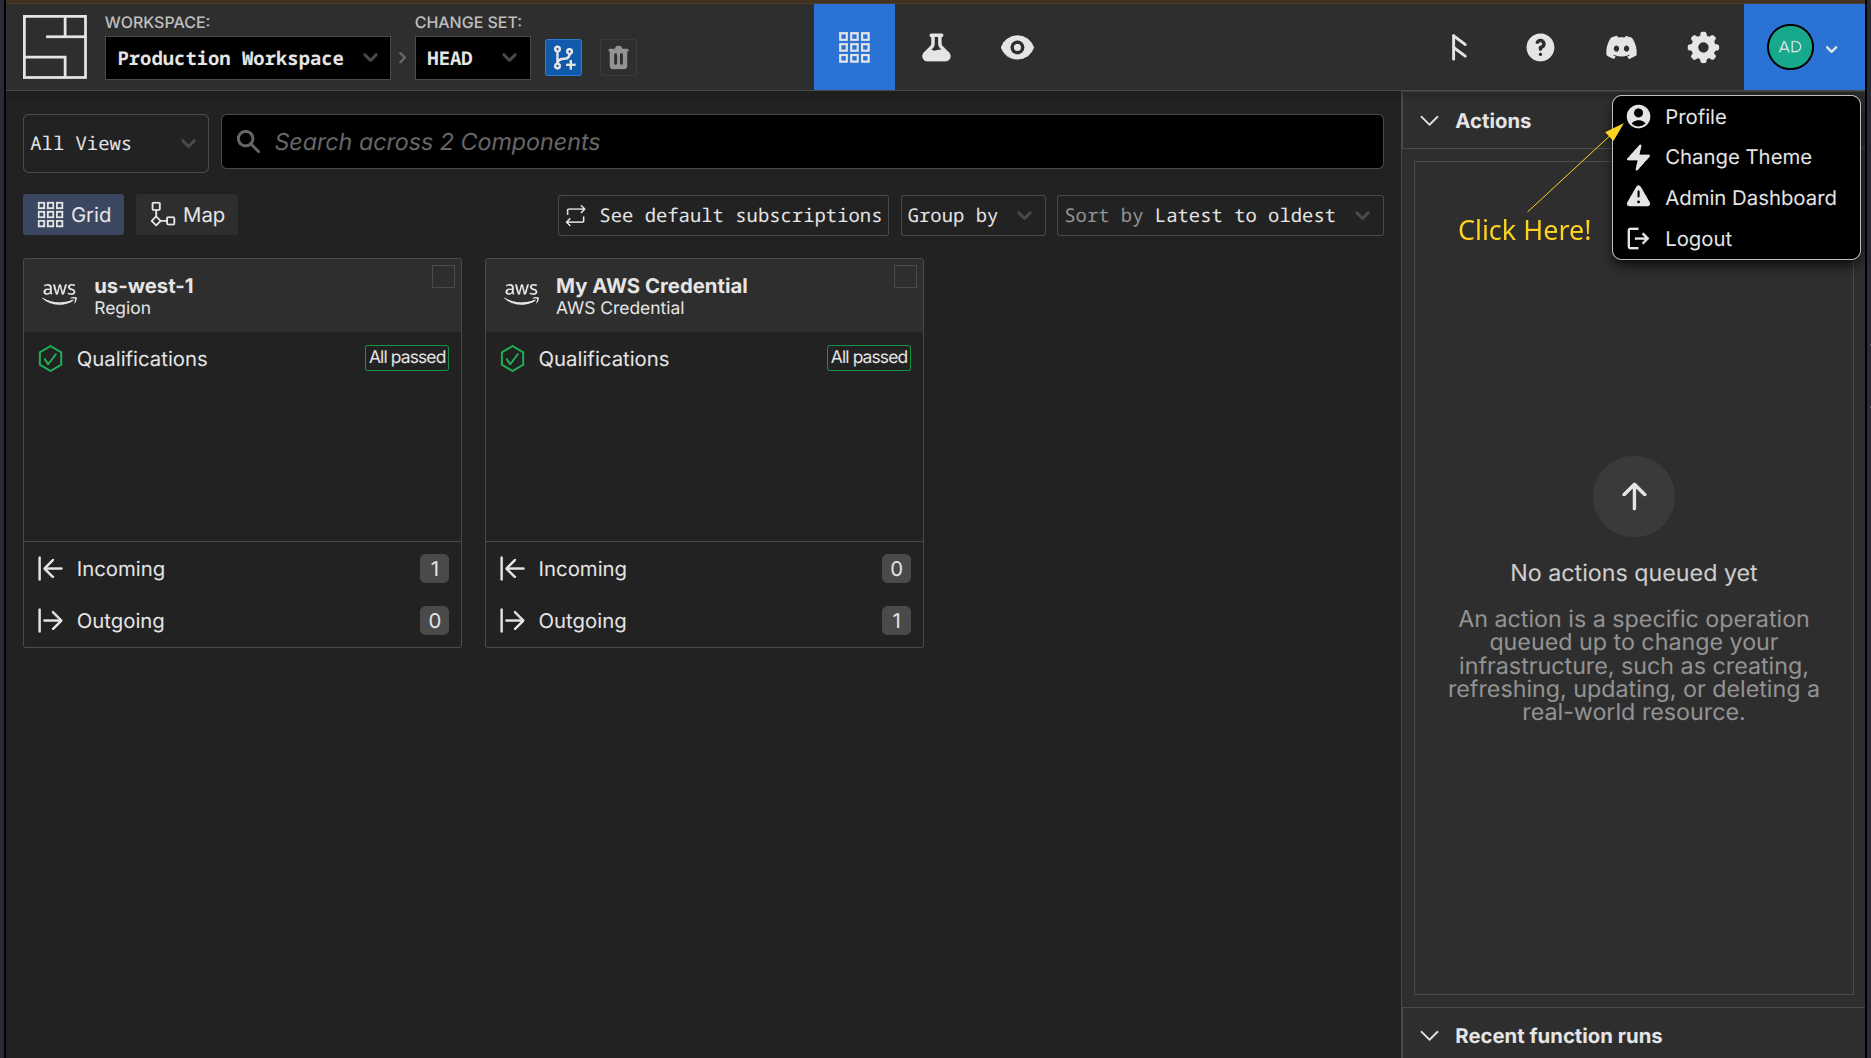 WORKSPACE:
Production Workspace
CHANGE SET:
HEAD
AD
Profile
Change Theme
Admin Dashboard
Logout
Click Here!
All Views
Search across 2 Components
Grid
Map
See default subscriptions
Group by
Sort by Latest to oldest
aws
us-west-1
Region
Qualifications
All passed
Incoming
1
Outgoing
0
aws
My AWS Credential
AWS Credential
Qualifications
All passed
Incoming
0
Outgoing
1
Actions
No actions queued yet
An action is a specific operation
queued up to change your
infrastructure, such as creating,
refreshing, updating, or deleting a
real-world resource.
Recent function runs